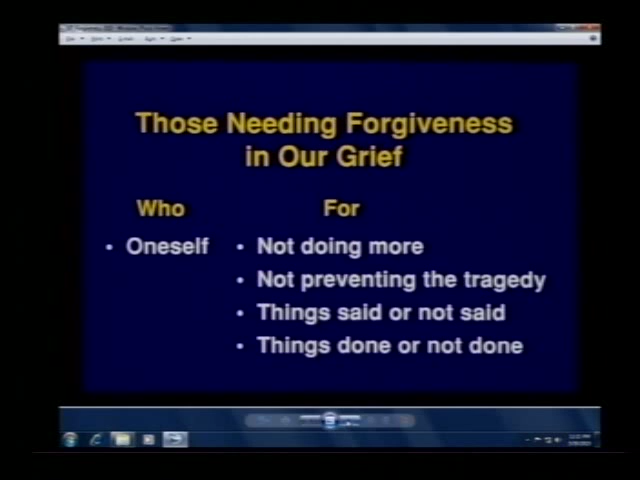 Those Needing Forgiveness
in Our Grief
Who For
• Oneself • Not doing more
• Not preventing the tragedy
• Things said or not said
• Things done or not done